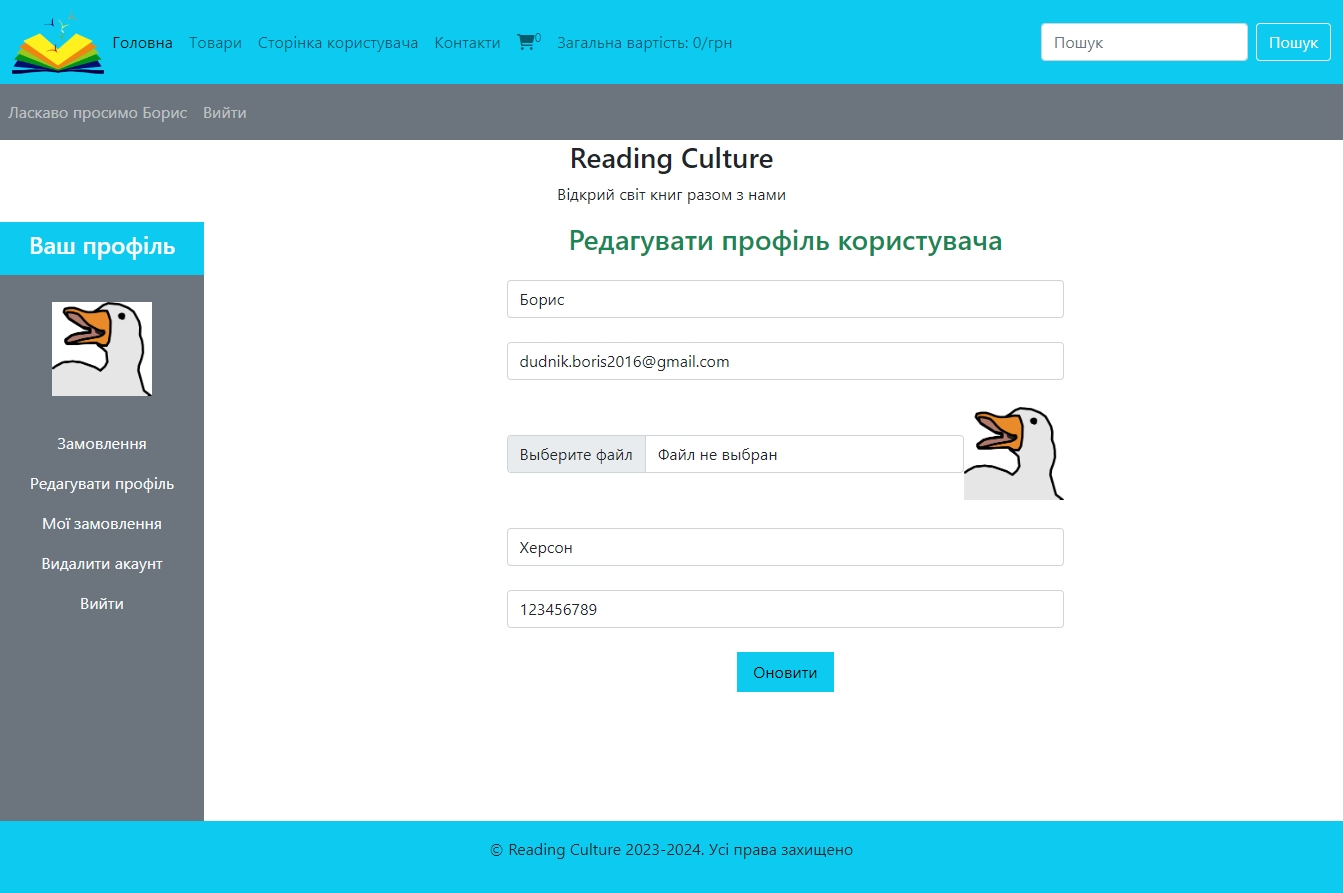 Головна Товари Сторінка користувача Контакти 0 Загальна вартість: 0/грн Пошук Пошук
Ласкаво просимо Борис Вийти
Reading Culture
Відкрий світ книг разом з нами
Ваш профіль
Замовлення
Редагувати профіль
Мої замовлення
Видалити акаунт
Вийти
Редагувати профіль користувача
Борис
dudnik.boris2016@gmail.com
Выберите файл Файл не выбран
Херсон
123456789
Оновити
© Reading Culture 2023-2024. Усі права захищено